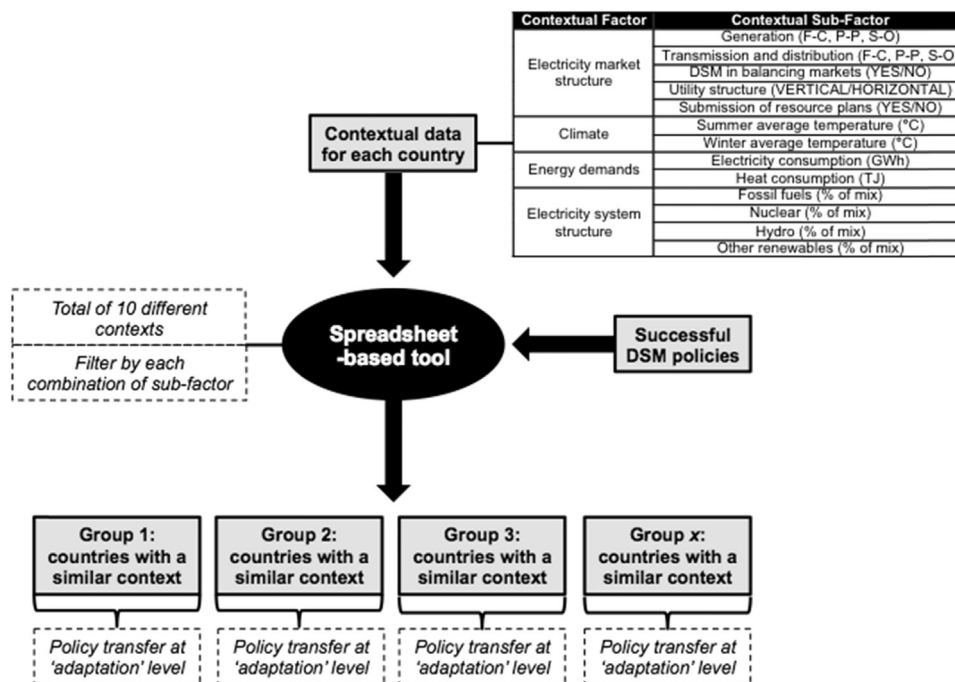 Contextual Factor Contextual Sub-Factor
Generation (F-C, P-P, S-O)
Transmission and distribution (F-C, P-P, S-O
Electricity market structure
DSM in balancing markets (YES/NO)
Utility structure (VERTICAL/HORIZONTAL)
Submission of resource plans (YES/NO)
Climate
Summer average temperature (°C)
Winter average temperature (°C)
Energy demands
Electricity consumption (GWh)
Heat consumption (TJ)
Electricity system structure
Fossil fuels (% of mix)
Nuclear (% of mix)
Hydro (% of mix)
Other renewables (% of mix)
Contextual data
for each country
Total of 10 different
contexts
Filter by each
combination of sub-factor
Spreadsheet
-based tool
Successful
DSM policies
Group 1:
countries with a
similar context
Group 2:
countries with a
similar context
Group 3:
countries with a
similar context
Group x:
countries with a
similar context
Policy transfer at
‘adaptation’ level
Policy transfer at
‘adaptation’ level
Policy transfer at
‘adaptation’ level
Policy transfer at
‘adaptation’ level